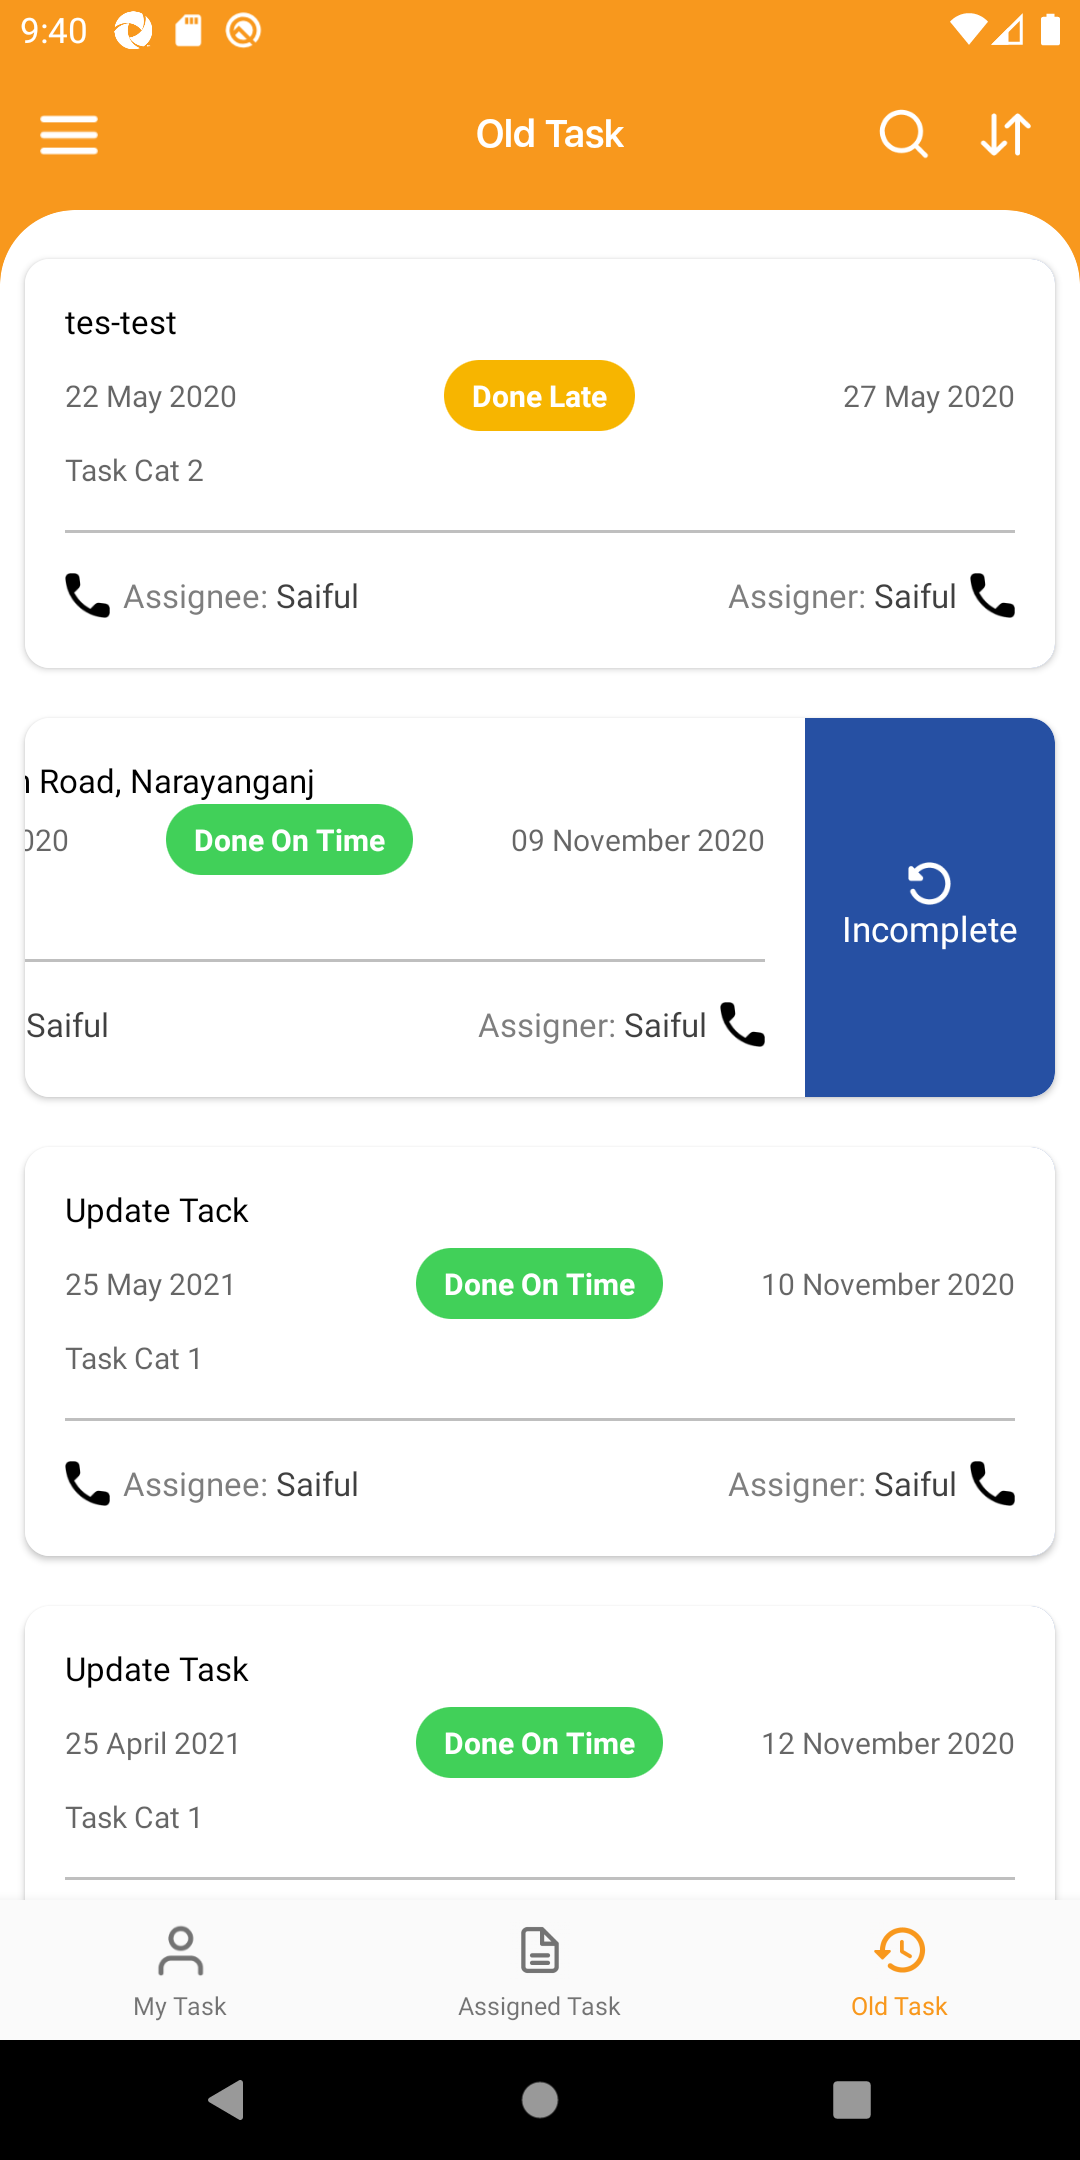 9:40
Old Task
tes-test
22 May 2020 Done Late 27 May 2020
Task Cat 2
Assignee: Saiful Assigner: Saiful
Road, Narayanganj
020 Done On Time 09 November 2020
Incomplete
Saiful Assigner: Saiful
Update Tack
25 May 2021 Done On Time 10 November 2020
Task Cat 1
Assignee: Saiful Assigner: Saiful
Update Task
25 April 2021 Done On Time 12 November 2020
Task Cat 1
My Task Assigned Task Old Task